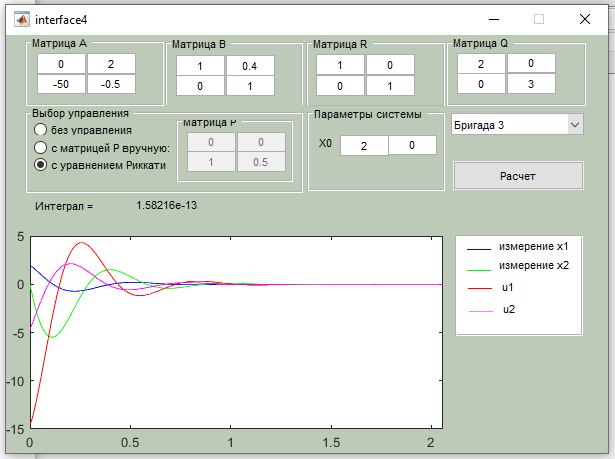 interface4
Матрица A
0 2
-50 -0.5
Матрица B
1 0.4
0 1
Матрица R
1 0
0 1
Матрица Q
2 0
0 3
Выбор управления
без управления
с матрицей P вручную:
с уравнением Риккати
Матрица P
0 0
1 0.5
Параметры системы
X0 2 0
Бригада 3
Расчет
Интеграл = 1.58216e-13
5
0
-5
-10
-15
0 0.5 1 1.5 2
измерение x1
измерение x2
u1
u2